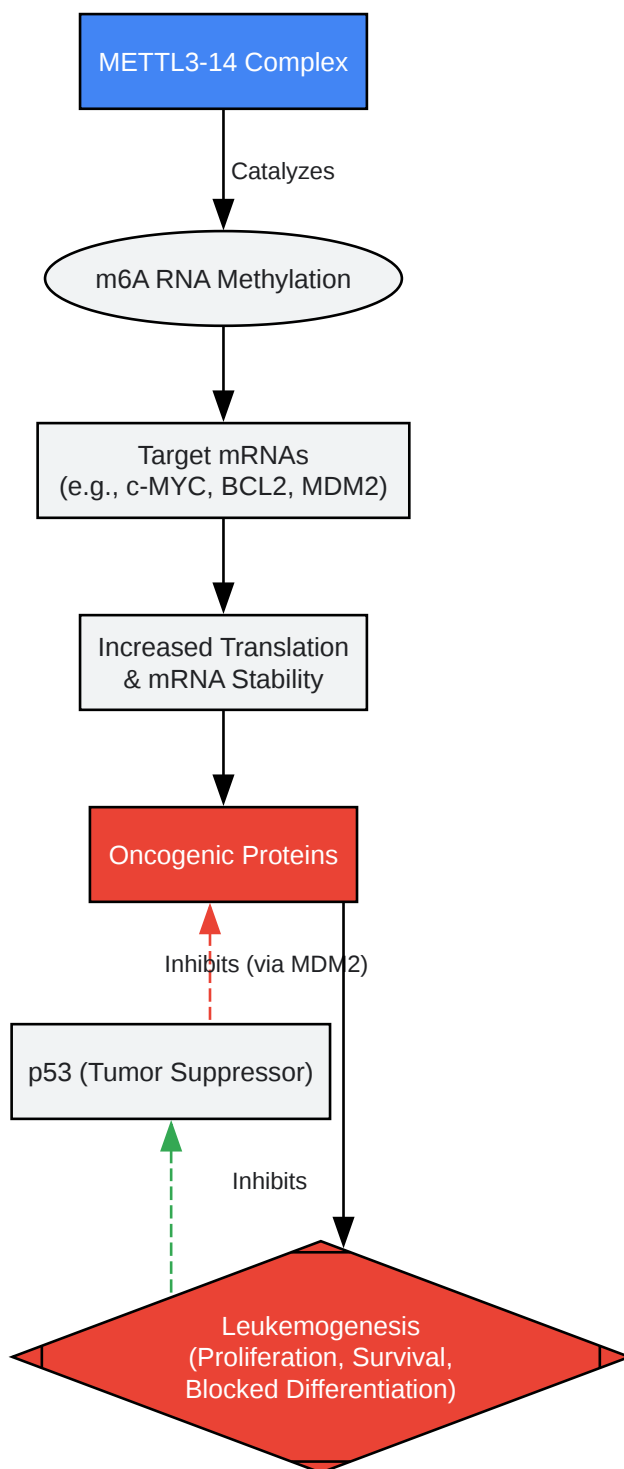 METTL3-14 Complex
Catalyzes
m6A RNA Methylation
Target mRNAs
(e.g., c-MYC, BCL2, MDM2)
Increased Translation
& mRNA Stability
Oncogenic Proteins
Inhibits (via MDM2)
p53 (Tumor Suppressor)
Inhibits
Leukemogenesis
(Proliferation, Survival,
Blocked Differentiation)